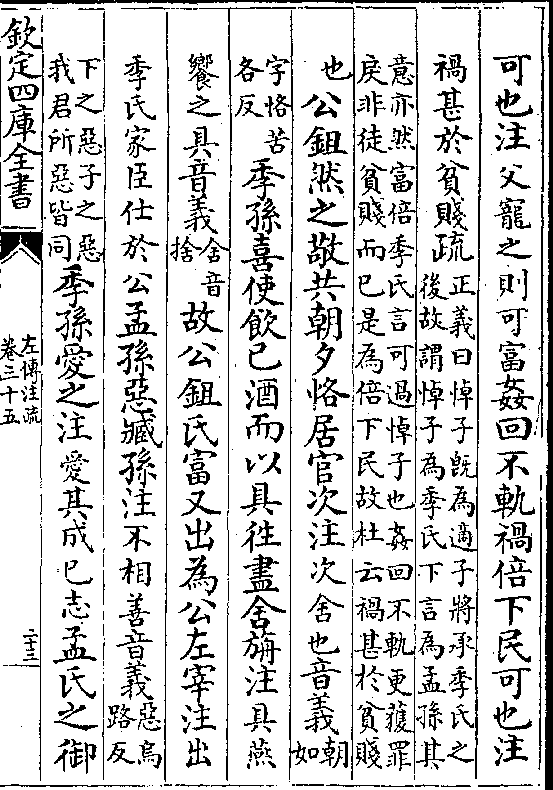 可也注父寵之則可富姦回不軌禍倍下民可也注
禍甚於貧賤疏
正義曰悼子既為適子將承季氏之
後故謂悼子為季氏下言為孟孫其
意亦然富倍季氏言可過悼子也姦回不軌更獲罪
戾非徒貧賤而已是為倍下民故杜云禍甚於貧賤
也公鉏然之敬共朝夕恪居官次注次舍也音義
朝如
字恪苦
各反
季孫喜使飲已酒而以具往盡舍旃注具燕
饗之具音義
舍音
捨
故公鉏氏富又出為公左宰注出
季氏家臣仕於公孟孫惡臧孫注不相善音義
惡烏
路反
下之惡子之惡
我君所惡皆同
季孫愛之注愛其成已志孟氏之御
欽定四庫全書
左傳注疏
卷三十五
二十三